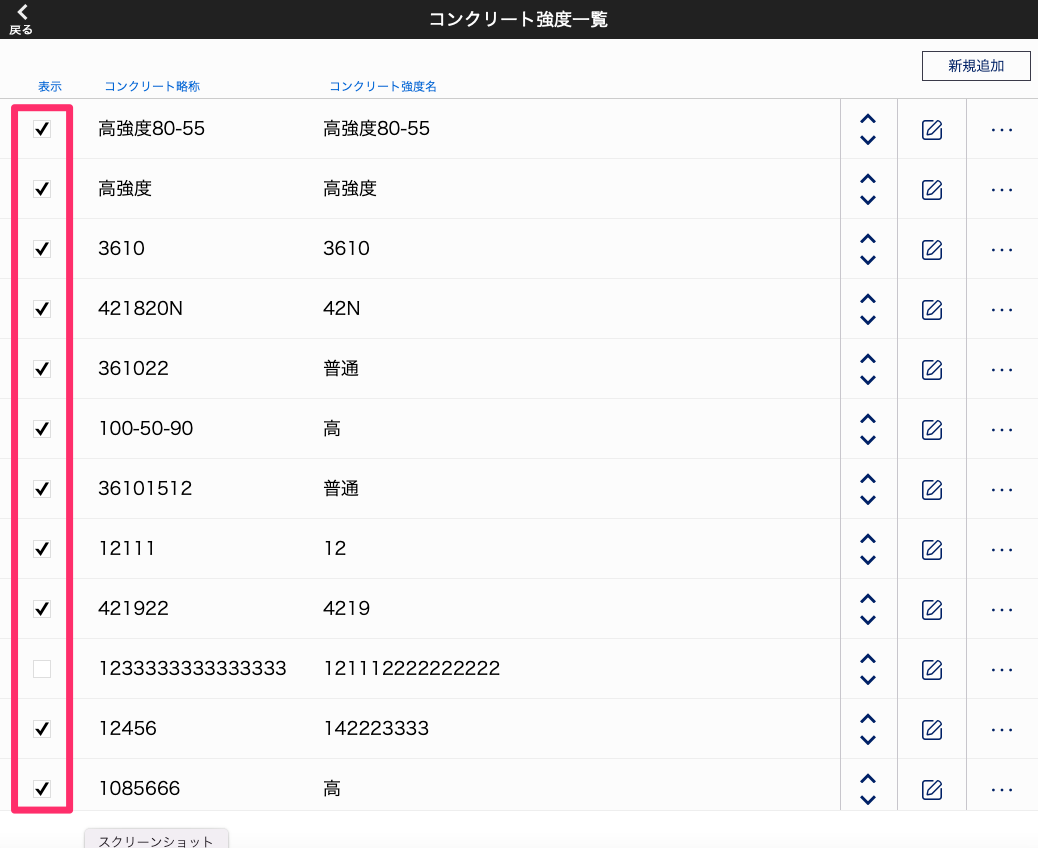 コンクリート強度一覧
戻る
新規追加
表示 コンクリート略称 コンクリート強度名
高強度80-55 高強度80-55
高強度 高強度
3610 3610
421820N 42N
361022 普通
100-50-90 高
36101512 普通
12111 12
421922 4219
1233333333333333 121112222222222
12456 142223333
1085666 高
スクリーンショット